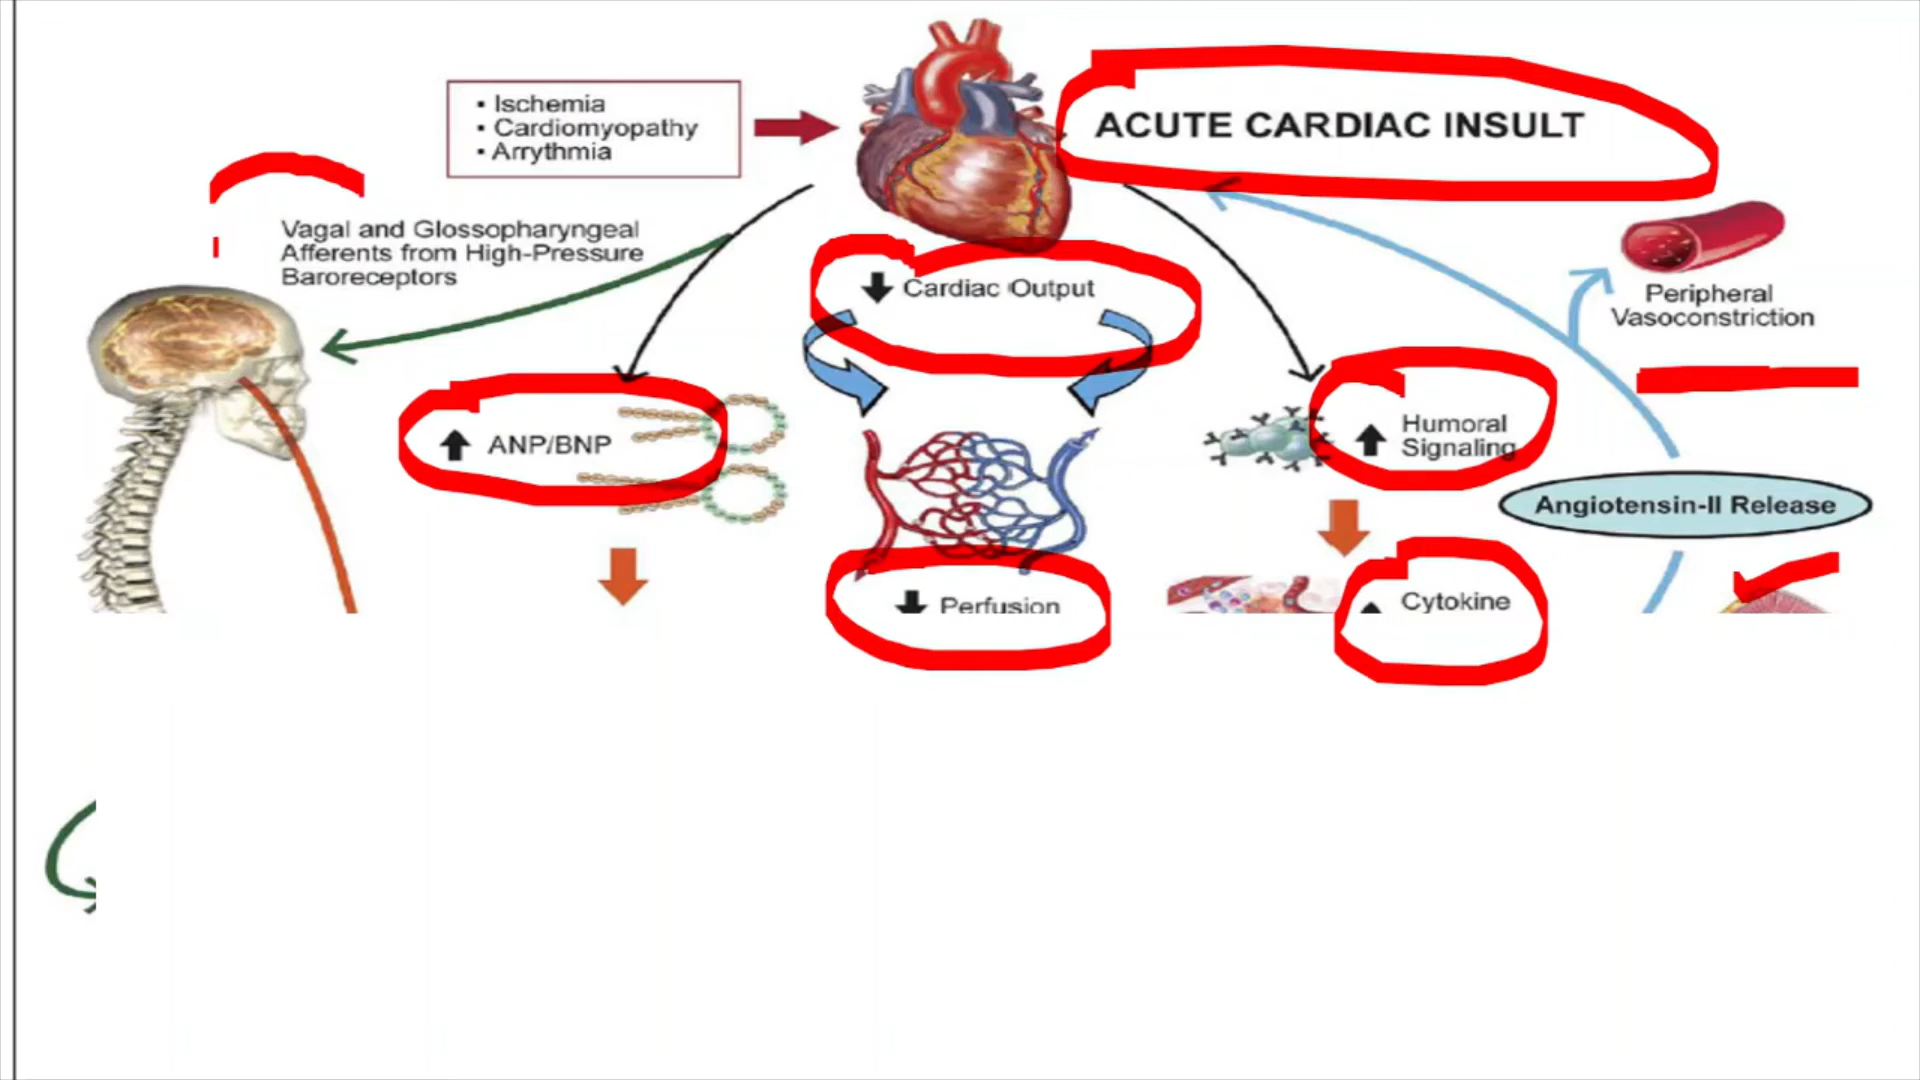 ▪ Ischemia
▪ Cardiomyopathy
▪ Arrythmia
ACUTE CARDIAC INSULT
Vagal and Glossopharyngeal
Afferents from High-Pressure
Baroreceptors
Cardiac Output
Peripheral
Vasoconstriction
ANP/BNP
Humoral
Signaling
Angiotensin-II Release
Perfusion
Cytokine